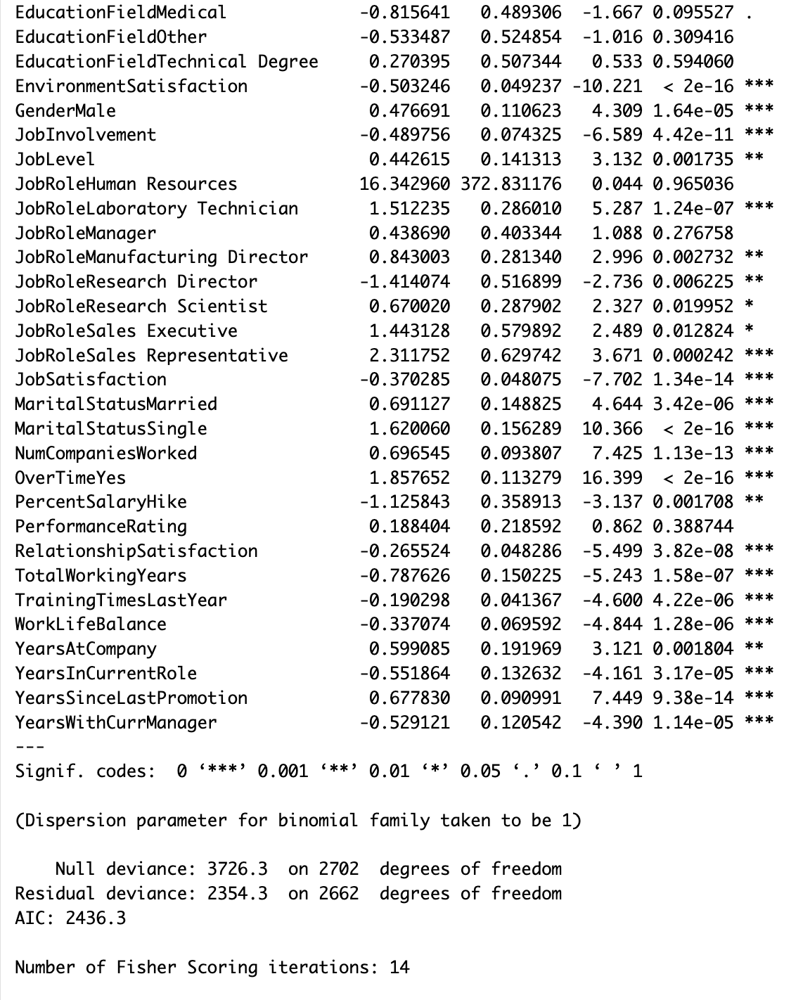 EducationFieldMedical -0.815641 0.489306 -1.667 0.095527 .
EducationFieldOther -0.533487 0.524854 -1.016 0.309416
EducationFieldTechnical Degree 0.270395 0.507344 0.533 0.594060
EnvironmentSatisfaction -0.503246 0.049237 -10.221 < 2e-16 ***
GenderMale 0.476691 0.110623 4.309 1.64e-05 ***
JobInvolvement -0.489756 0.074325 -6.589 4.42e-11 ***
JobLevel 0.442615 0.141313 3.132 0.001735 **
JobRoleHuman Resources 16.342960 372.831176 0.044 0.965036
JobRoleLaboratory Technician 1.512235 0.286010 5.287 1.24e-07 ***
JobRoleManager 0.438690 0.403344 1.088 0.276758
JobRoleManufacturing Director 0.843003 0.281340 2.996 0.002732 **
JobRoleResearch Director -1.414074 0.516899 -2.736 0.006225 **
JobRoleResearch Scientist 0.670020 0.287902 2.327 0.019952 *
JobRoleSales Executive 1.443128 0.579892 2.489 0.012824 *
JobRoleSales Representative 2.311752 0.629742 3.671 0.000242 ***
JobSatisfaction -0.370285 0.048075 -7.702 1.34e-14 ***
MaritalStatusMarried 0.691127 0.148825 4.644 3.42e-06 ***
MaritalStatusSingle 1.620060 0.156289 10.366 < 2e-16 ***
NumCompaniesWorked 0.696545 0.093807 7.425 1.13e-13 ***
OverTimeYes 1.857652 0.113279 16.399 < 2e-16 ***
PercentSalaryHike -1.125843 0.358913 -3.137 0.001708 **
PerformanceRating 0.188404 0.218592 0.862 0.388744
RelationshipSatisfaction -0.265524 0.048286 -5.499 3.82e-08 ***
TotalWorkingYears -0.787626 0.150225 -5.243 1.58e-07 ***
TrainingTimesLastYear -0.190298 0.041367 -4.600 4.22e-06 ***
WorkLifeBalance -0.337074 0.069592 -4.844 1.28e-06 ***
YearsAtCompany 0.599085 0.191969 3.121 0.001804 **
YearsInCurrentRole -0.551864 0.132632 -4.161 3.17e-05 ***
YearsSinceLastPromotion 0.677830 0.090991 7.449 9.38e-14 ***
YearsWithCurrManager -0.529121 0.120542 -4.390 1.14e-05 ***
---
Signif. codes: 0 ‘***’ 0.001 ‘**’ 0.01 ‘*’ 0.05 ‘.’ 0.1 ‘ ’ 1
(Dispersion parameter for binomial family taken to be 1)
Null deviance: 3726.3 on 2702 degrees of freedom
Residual deviance: 2354.3 on 2662 degrees of freedom
AIC: 2436.3
Number of Fisher Scoring iterations: 14